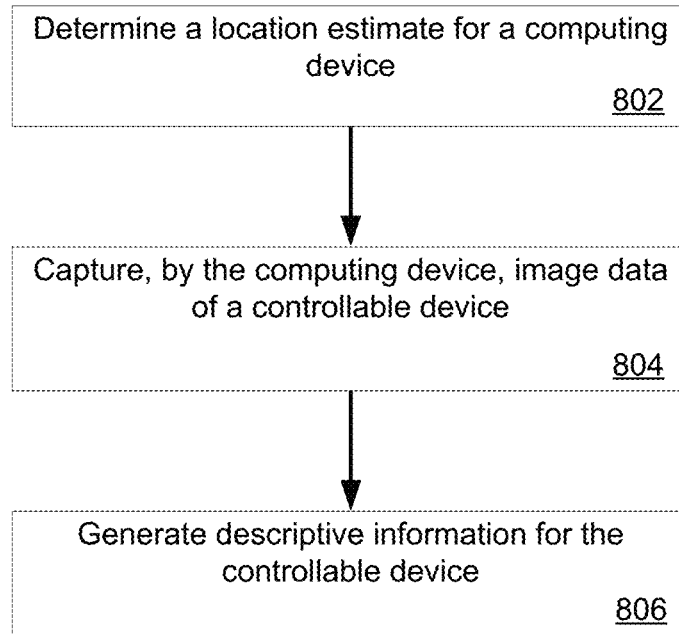 Determine a location estimate for a computing
device
802
Capture, by the computing device, image data
of a controllable device
804
Generate descriptive information for the
controllable device
806